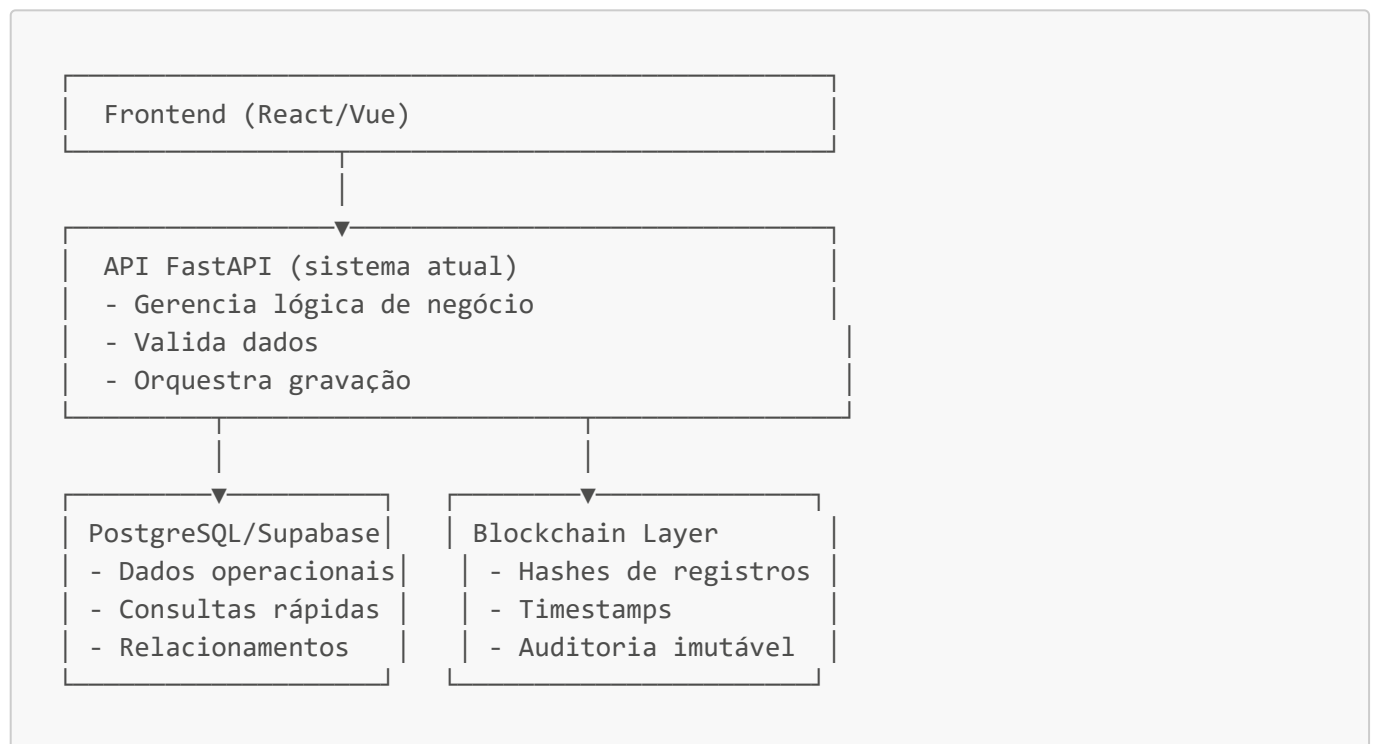 Frontend (React/Vue)
API FastAPI (sistema atual)
- Gerencia lógica de negócio
- Valida dados
- Orquestra gravação
PostgreSQL/Supabase
- Dados operacionais
- Consultas rápidas
- Relacionamentos
Blockchain Layer
- Hashes de registros
- Timestamps
- Auditoria imutável